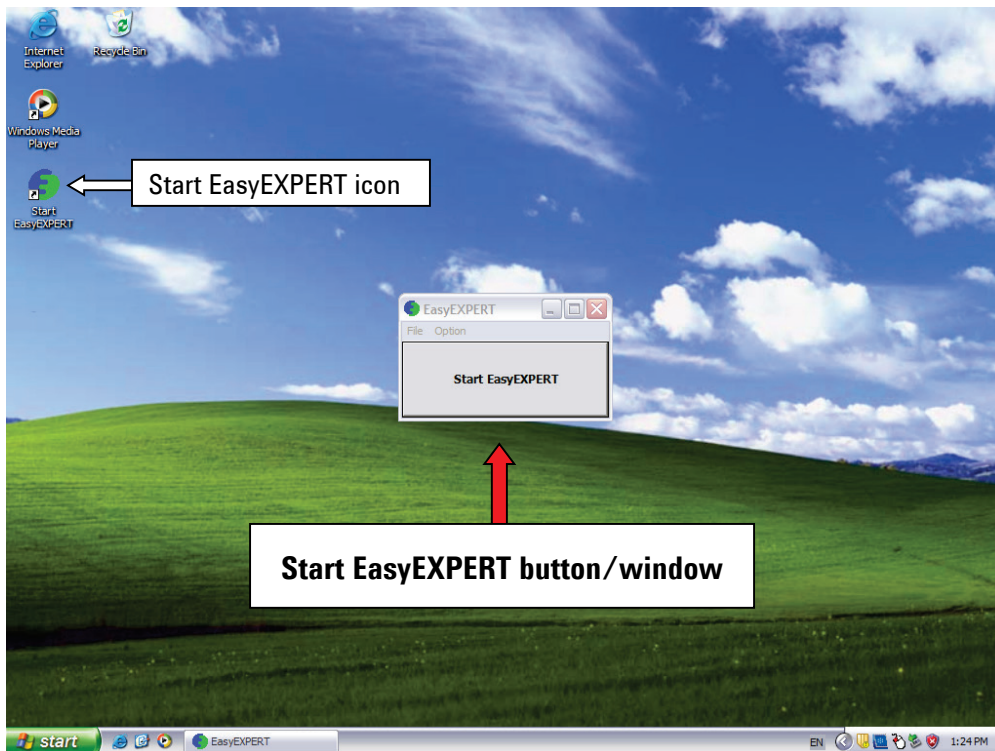 Internet
Explorer
Recycle Bin
Windows Media
Player
Start EasyEXPERT icon
Start
EasyEXPERT
EasyEXPERT
File Option
Start EasyEXPERT
Start EasyEXPERT button/window
start
EasyEXPERT
EN
1:24 PM